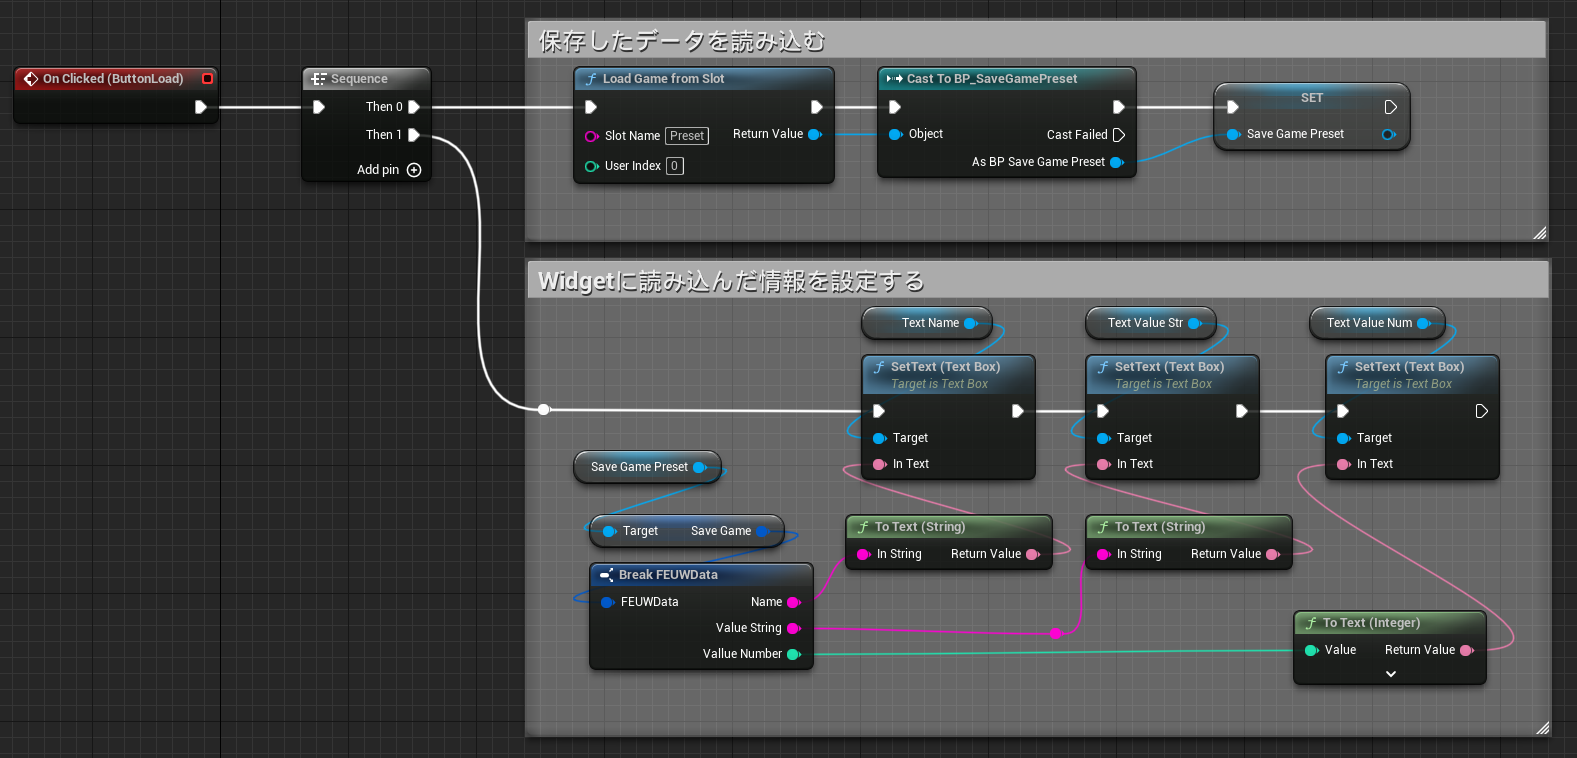 保存したデータを読み込む
On Clicked (ButtonLoad)
Sequence
Then 0
Then 1
Add pin
Load Game from Slot
Slot Name Preset
Return Value
User Index 0
Cast To BP_SaveGamePreset
Object
Cast Failed
As BP Save Game Preset
SET
Save Game Preset
Widgetに読み込んだ情報を設定する
Text Name
Text Value Str
Text Value Num
SetText (Text Box)
Target is Text Box
Target
In Text
SetText (Text Box)
Target is Text Box
Target
In Text
SetText (Text Box)
Target is Text Box
Target
In Text
Save Game Preset
Target Save Game
Break FEUWData
FEUWData Name
Value String
Vallue Number
To Text (String)
In String Return Value
To Text (String)
In String Return Value
To Text (Integer)
Value Return Value